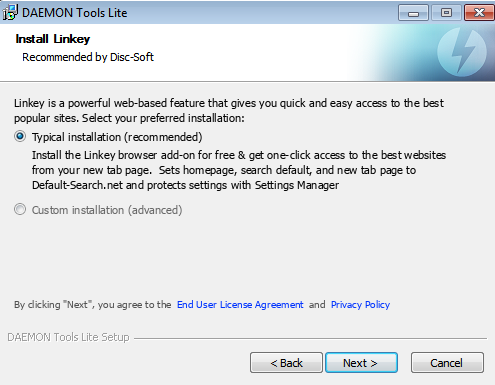 DAEMON Tools Lite
Install Linkey
Recommended by Disc-Soft
Linkey is a powerful web-based feature that gives you quick and easy access to the best
popular sites. Select your preferred installation:
Typical installation (recommended)
Install the Linkey browser add-on for free & get one-click access to the best websites
from your new tab page. Sets homepage, search default, and new tab page to
Default-Search.net and protects settings with Settings Manager
Custom installation (advanced)
By clicking "Next", you agree to the End User License Agreement and Privacy Policy
DAEMON Tools Lite Setup
< Back Next > Cancel